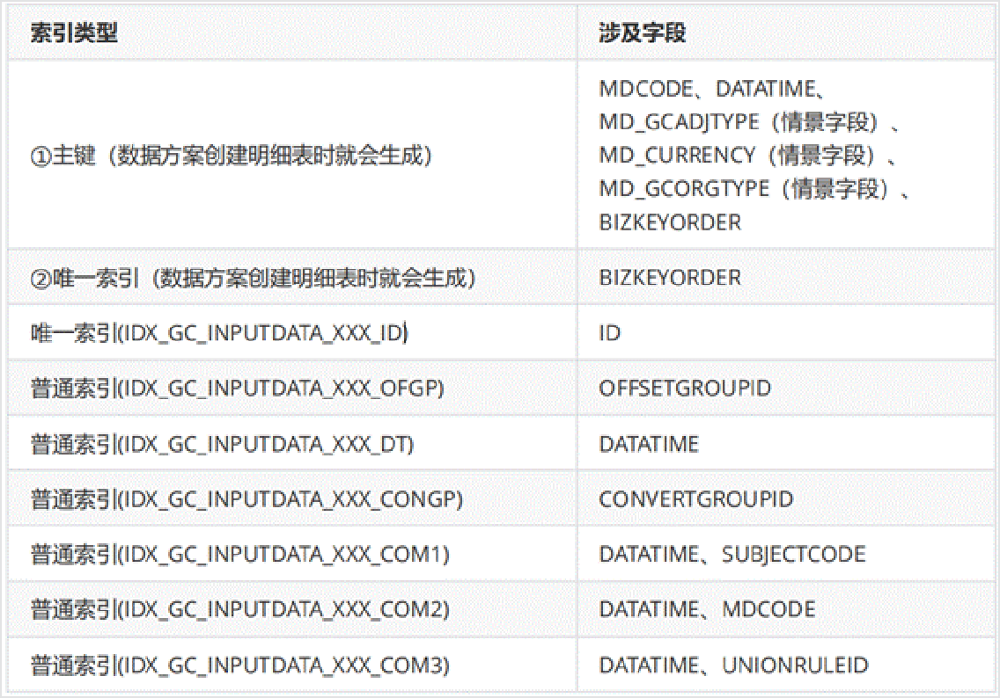 索引类型
涉及字段
①主键（数据方案创建明细表时就会生成）
MDCODE、DATATIME、
MD_GCADJTYPE（情景字段）、
MD_CURRENCY（情景字段）、
MD_GCORGTYPE（情景字段）、
BIZKEYORDER
②唯一索引（数据方案创建明细表时就会生成）
BIZKEYORDER
唯一索引(IDX_GC_INPUTDATA_XXX_ID)
ID
普通索引(IDX_GC_INPUTDATA_XXX_OFGP)
OFFSETGROUPID
普通索引(IDX_GC_INPUTDATA_XXX_DT)
DATATIME
普通索引(IDX_GC_INPUTDATA_XXX_CONGP)
CONVERTGROUPID
普通索引(IDX_GC_INPUTDATA_XXX_COM1)
DATATIME、SUBJECTCODE
普通索引(IDX_GC_INPUTDATA_XXX_COM2)
DATATIME、MDCODE
普通索引(IDX_GC_INPUTDATA_XXX_COM3)
DATATIME、UNIONRULEID